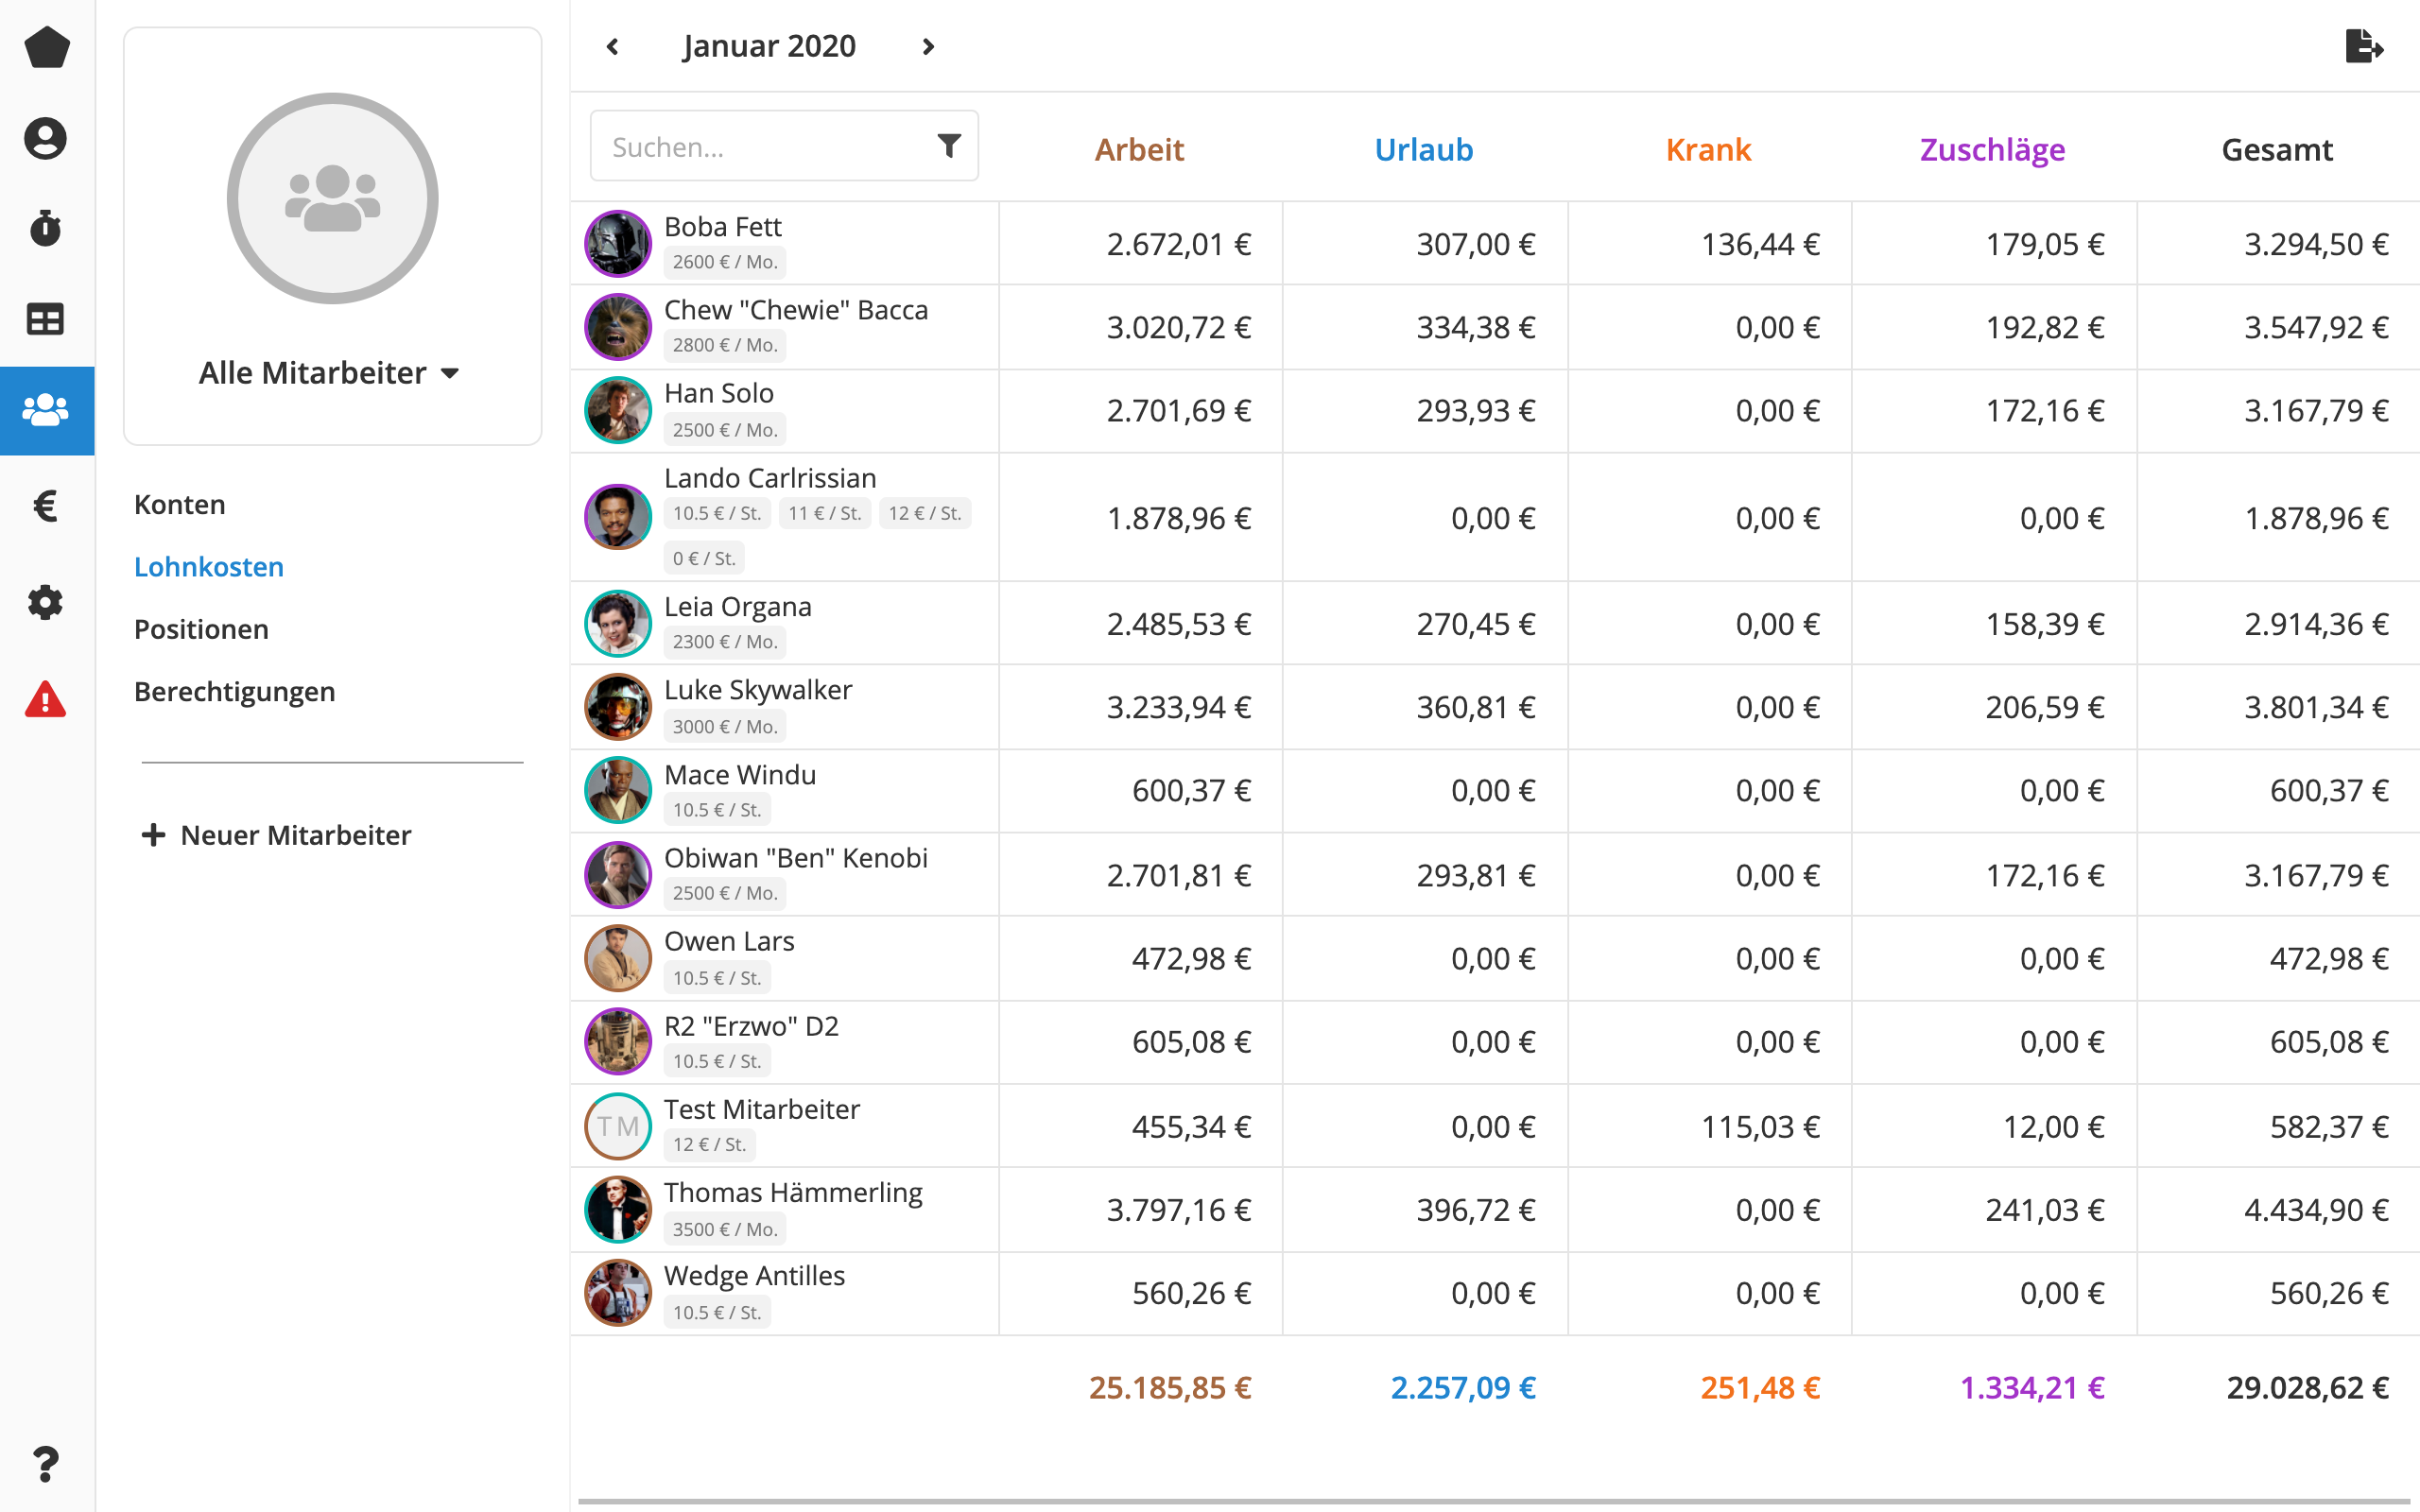 Januar 2020
Alle Mitarbeiter
Konten
Lohnkosten
Positionen
Berechtigungen
Neuer Mitarbeiter
Suchen... Arbeit Urlaub Krank Zuschläge Gesamt
Boba Fett
2600 € / Mo.
2.672,01 € 307,00 € 136,44 € 179,05 € 3.294,50 €
Chew "Chewie" Bacca
2800 € / Mo.
3.020,72 € 334,38 € 0,00 € 192,82 € 3.547,92 €
Han Solo
2500 € / Mo.
2.701,69 € 293,93 € 0,00 € 172,16 € 3.167,79 €
Lando Carlrissian
10.5 € / St. 11 € / St. 12 € / St.
0 € / St.
1.878,96 € 0,00 € 0,00 € 0,00 € 1.878,96 €
Leia Organa
2300 € / Mo.
2.485,53 € 270,45 € 0,00 € 158,39 € 2.914,36 €
Luke Skywalker
3000 € / Mo.
3.233,94 € 360,81 € 0,00 € 206,59 € 3.801,34 €
Mace Windu
10.5 € / St.
600,37 € 0,00 € 0,00 € 0,00 € 600,37 €
Obiwan "Ben" Kenobi
2500 € / Mo.
2.701,81 € 293,81 € 0,00 € 172,16 € 3.167,79 €
Owen Lars
10.5 € / St.
472,98 € 0,00 € 0,00 € 0,00 € 472,98 €
R2 "Erzwo" D2
10.5 € / St.
605,08 € 0,00 € 0,00 € 0,00 € 605,08 €
TM
Test Mitarbeiter
12 € / St.
455,34 € 0,00 € 115,03 € 12,00 € 582,37 €
Thomas Hämmerling
3500 € / Mo.
3.797,16 € 396,72 € 0,00 € 241,03 € 4.434,90 €
Wedge Antilles
10.5 € / St.
560,26 € 0,00 € 0,00 € 0,00 € 560,26 €
25.185,85 € 2.257,09 € 251,48 € 1.334,21 € 29.028,62 €